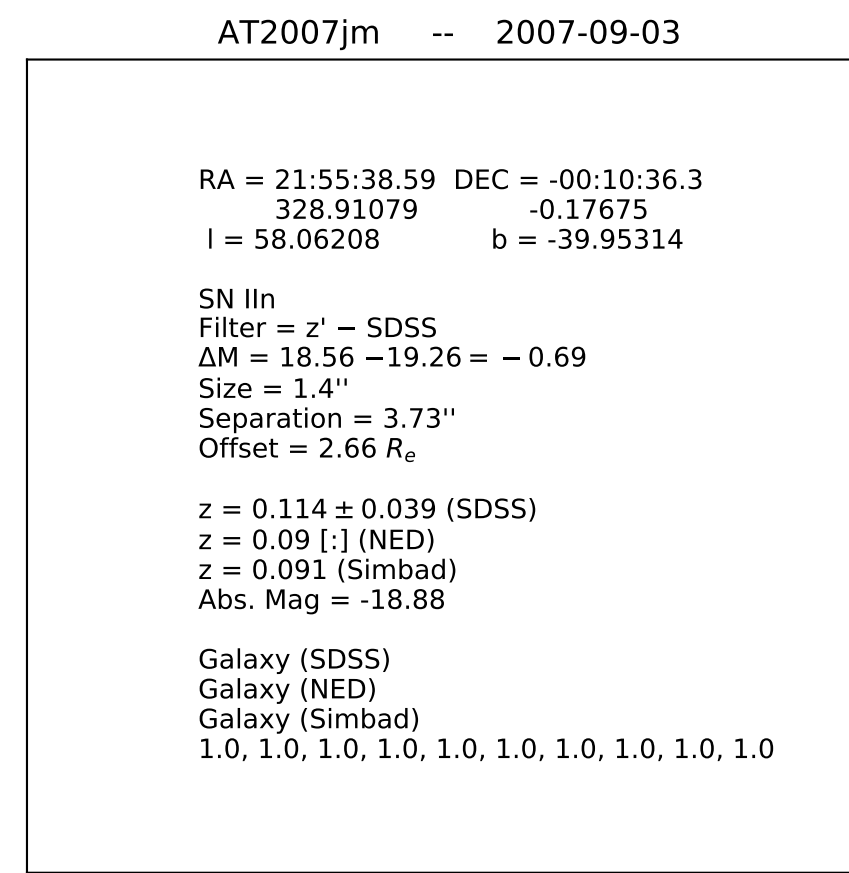 AT2007jm -- 2007-09-03
RA = 21:55:38.59 DEC = -00:10:36.3
328.91079 -0.17675
l = 58.06208 b = -39.95314
SN IIn
Filter = z' − SDSS
ΔM = 18.56 −19.26 = − 0.69
Size = 1.4''
Separation = 3.73''
Offset = 2.66 Rₑ
z = 0.114 ± 0.039 (SDSS)
z = 0.09 [:] (NED)
z = 0.091 (Simbad)
Abs. Mag = -18.88
Galaxy (SDSS)
Galaxy (NED)
Galaxy (Simbad)
1.0, 1.0, 1.0, 1.0, 1.0, 1.0, 1.0, 1.0, 1.0, 1.0